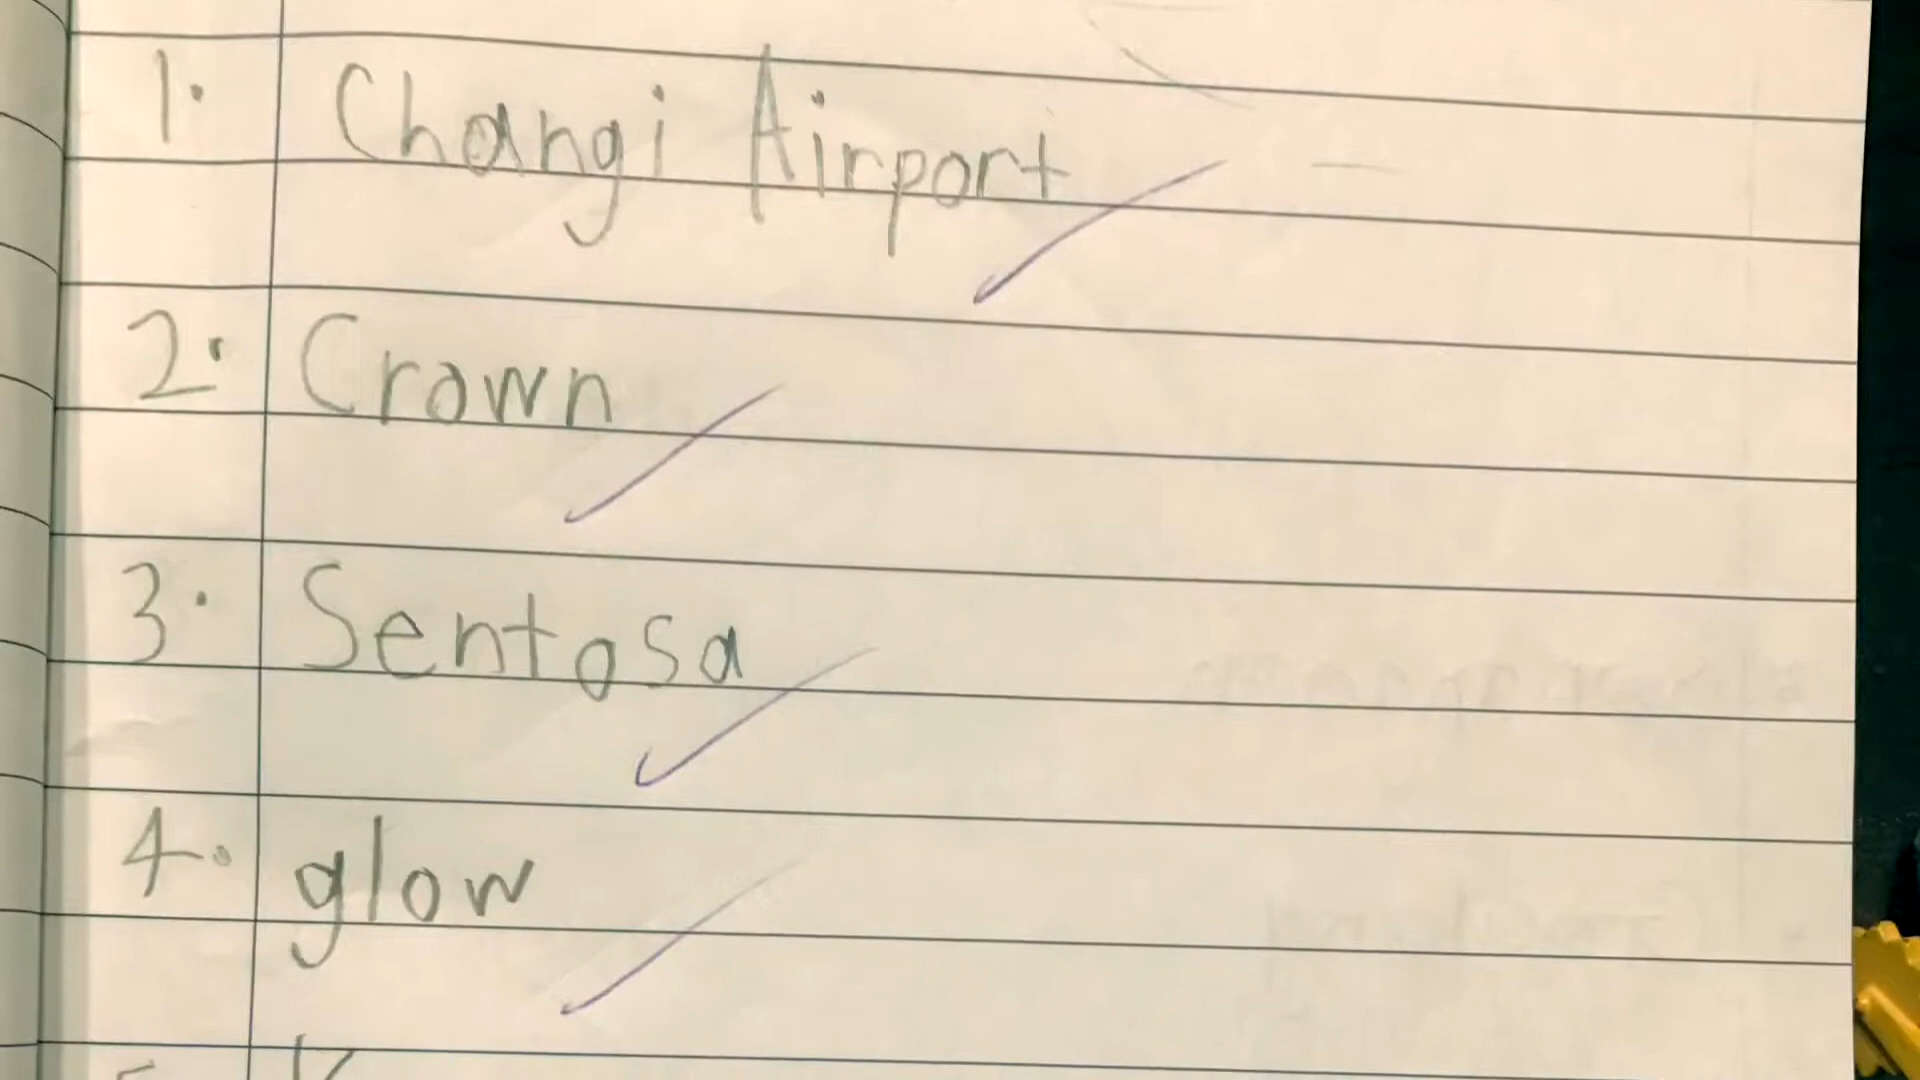 1. Changi Airport
2. Crown
3. Sentosa
4. glow